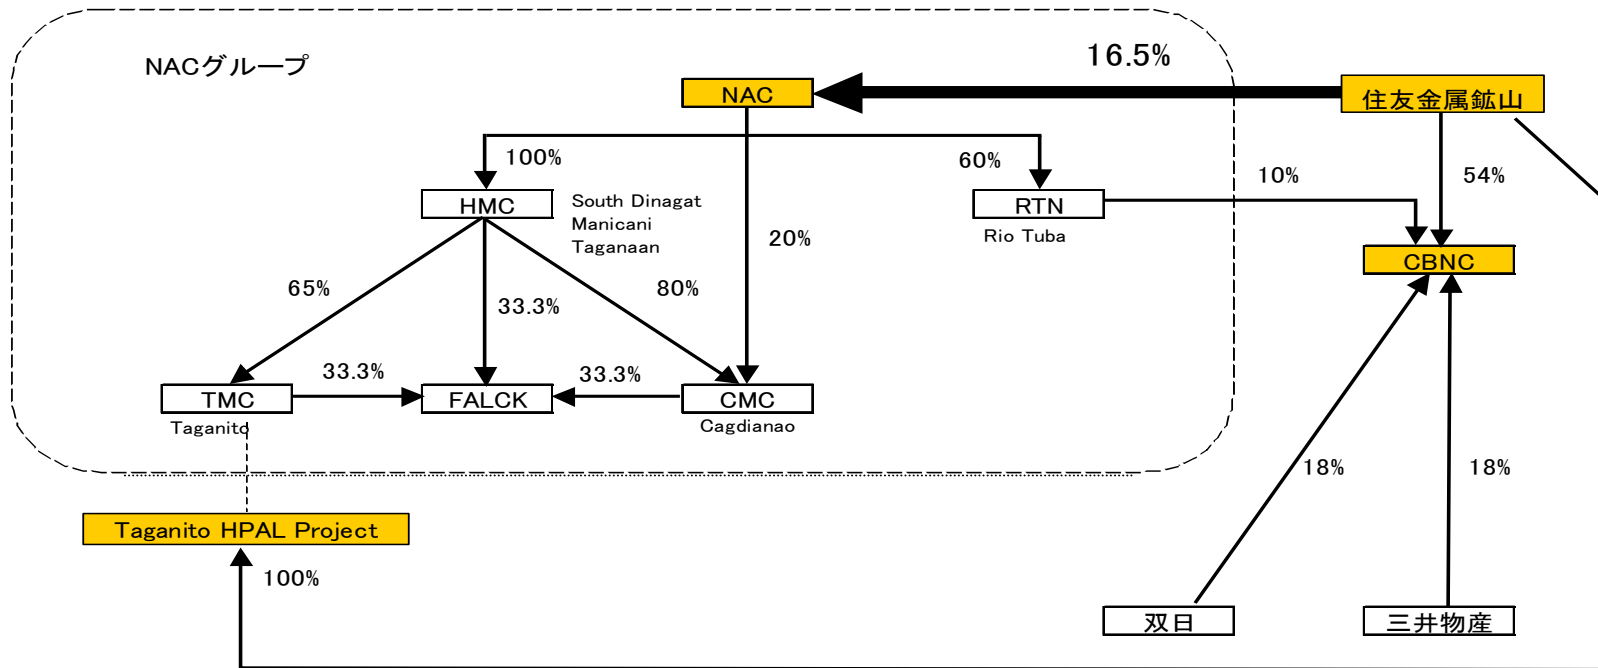 16.5%
NACグループ
NAC
住友金属鉱山
100%
60%
10%
54%
HMC
South Dinagat
Manicani
Taganaan
RTN
Rio Tuba
20%
CBNC
65%
33.3%
80%
33.3%
33.3%
TMC
FALCK
CMC
Taganito
Cagdianao
18%
18%
Taganito HPAL Project
100%
双日
三井物産